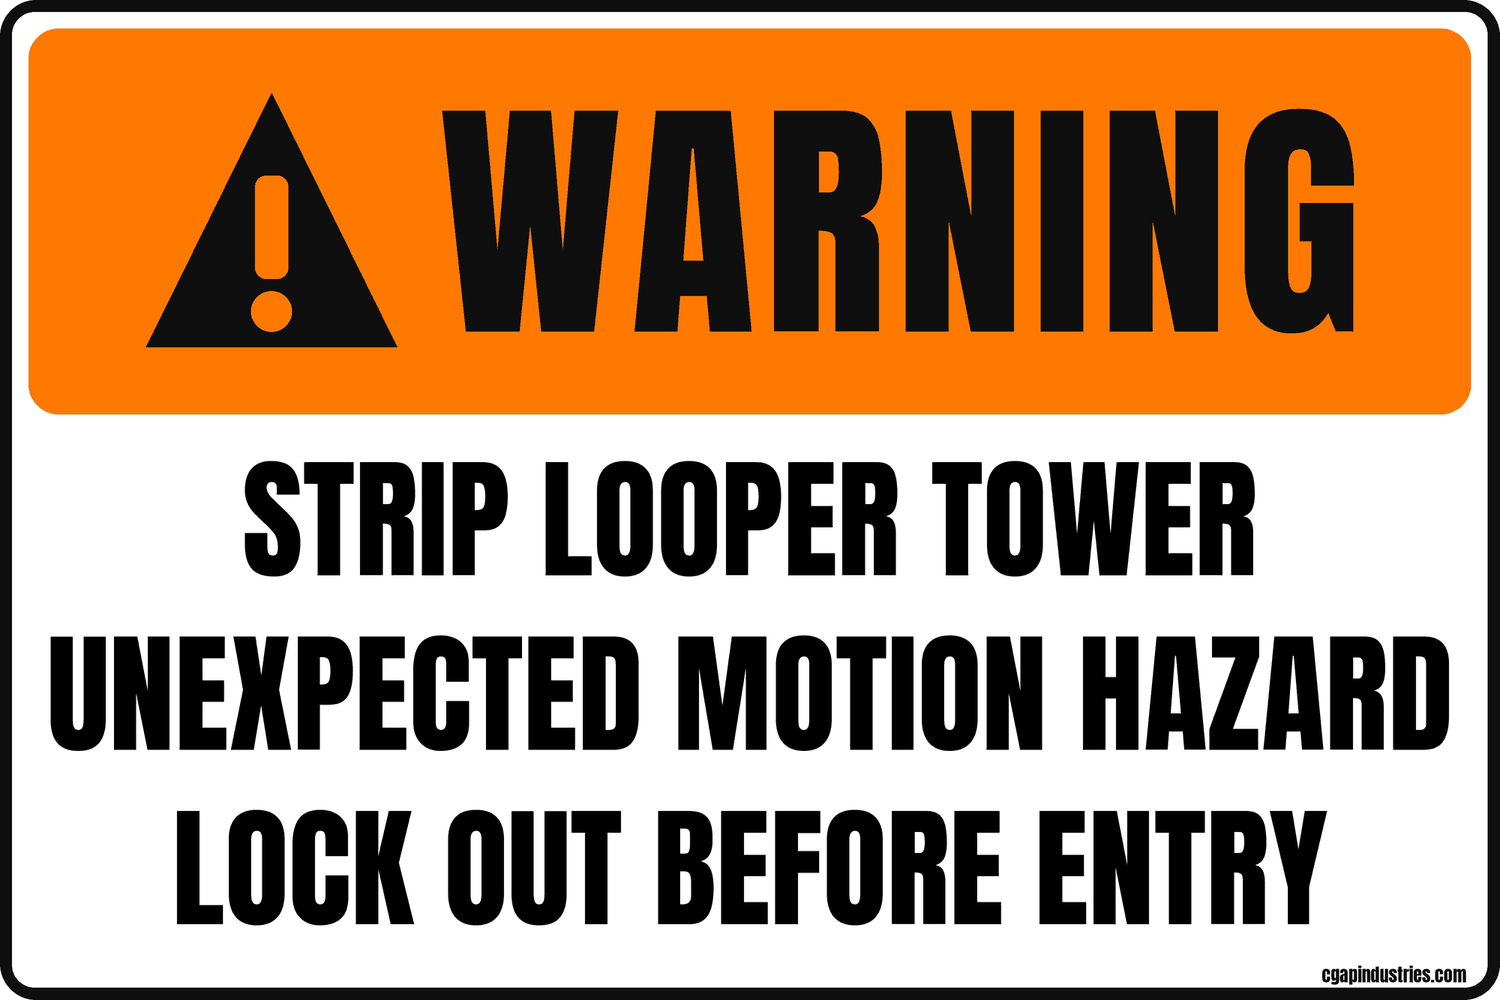 WARNING
STRIP LOOPER TOWER
UNEXPECTED MOTION HAZARD
LOCK OUT BEFORE ENTRY
cgapindustries.com